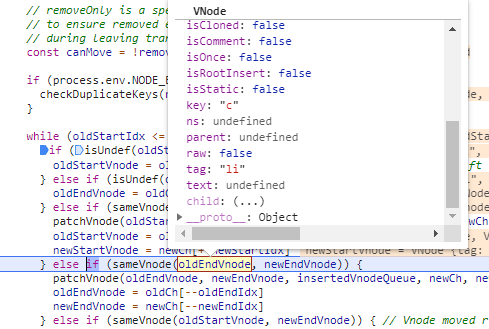 // removeOnly is a spe
// to ensure removed e
// during leaving tran
const canMove = !remov
if (process.env.NODE_E
checkDuplicateKeys(
}
while (oldStartIdx <=
if (isUndef(oldStartV
oldStartVnode = ol
} else if (isUndef(o
oldEndVnode = oldC
} else if (sameVnode
patchVnode(oldStar
oldStartVnode = ol
newStartVnode = newCh[++newStartIdx] newStartVnode = VNode {tag:
} else if (sameVnode(oldEndVnode, newEndVnode)) {
patchVnode(oldEndVnode, newEndVnode, insertedVnodeQueue, newCh, ne
oldEndVnode = oldCh[--oldEndIdx]
newEndVnode = newCh[--newEndIdx]
} else if (sameVnode(oldStartVnode, newEndVnode)) { // Vnode moved r
VNode
isCloned: false
isComment: false
isOnce: false
isRootInsert: false
isStatic: false
key: "c"
ns: undefined
parent: undefined
raw: false
tag: "li"
text: undefined
child: (...)
__proto__: Object